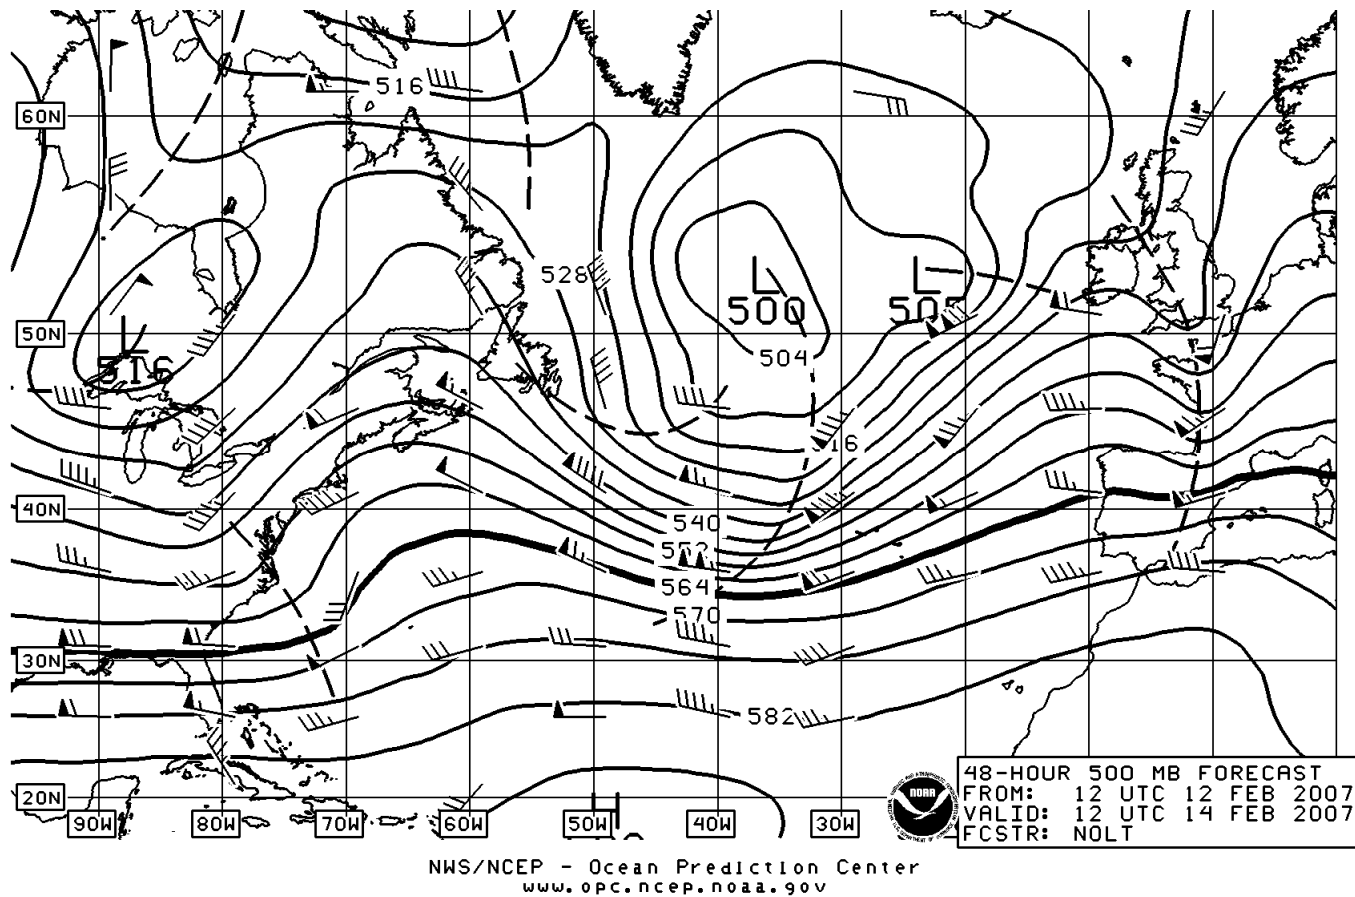 516
60N
528
L
500
L
50N
L
516
504
40N
540
564
570
30N
582
20N
90W
80W
70W
60W
50W
40W
30W
NOAA
48-HOUR 500 MB FORECAST
FROM: 12 UTC 12 FEB 2007
VALID: 12 UTC 14 FEB 2007
FCSTR: NOLT
NWS/NCEP - Ocean Prediction Center
www.opc.ncep.noaa.gov